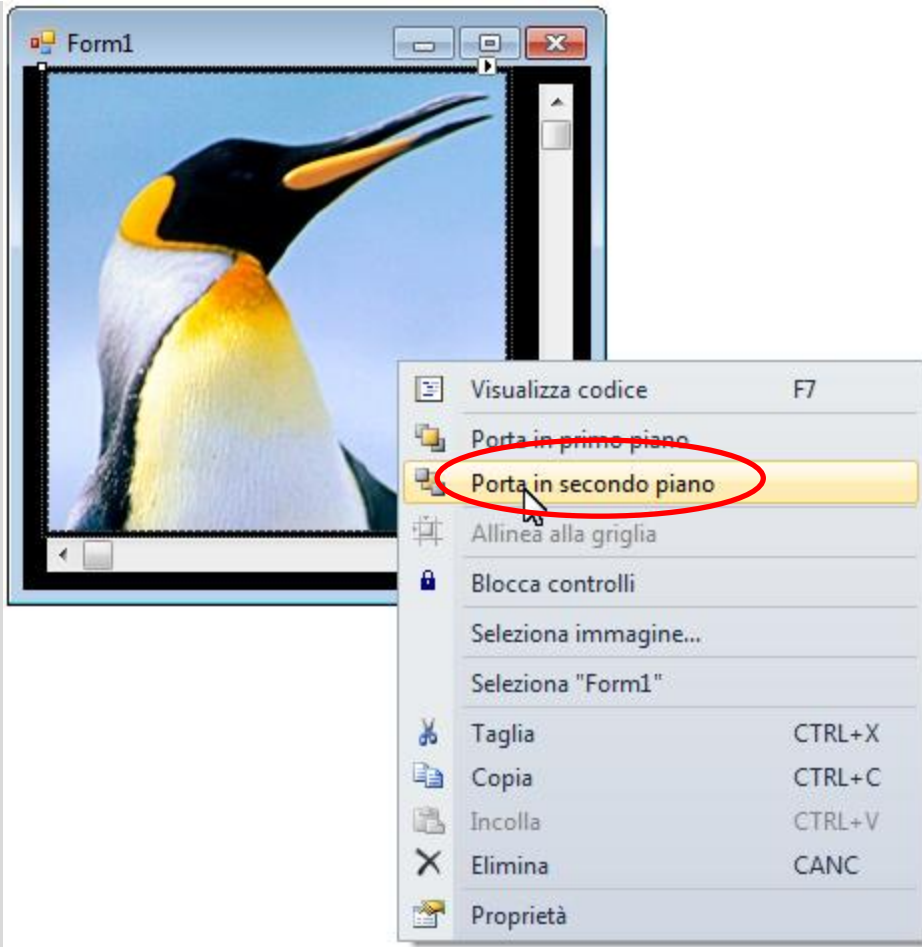 Form1
Visualizza codice F7
Porta in primo piano
Porta in secondo piano
Allinea alla griglia
Blocca controlli
Seleziona immagine...
Seleziona "Form1"
Taglia CTRL+X
Copia CTRL+C
Incolla CTRL+V
Elimina CANC
Proprietà